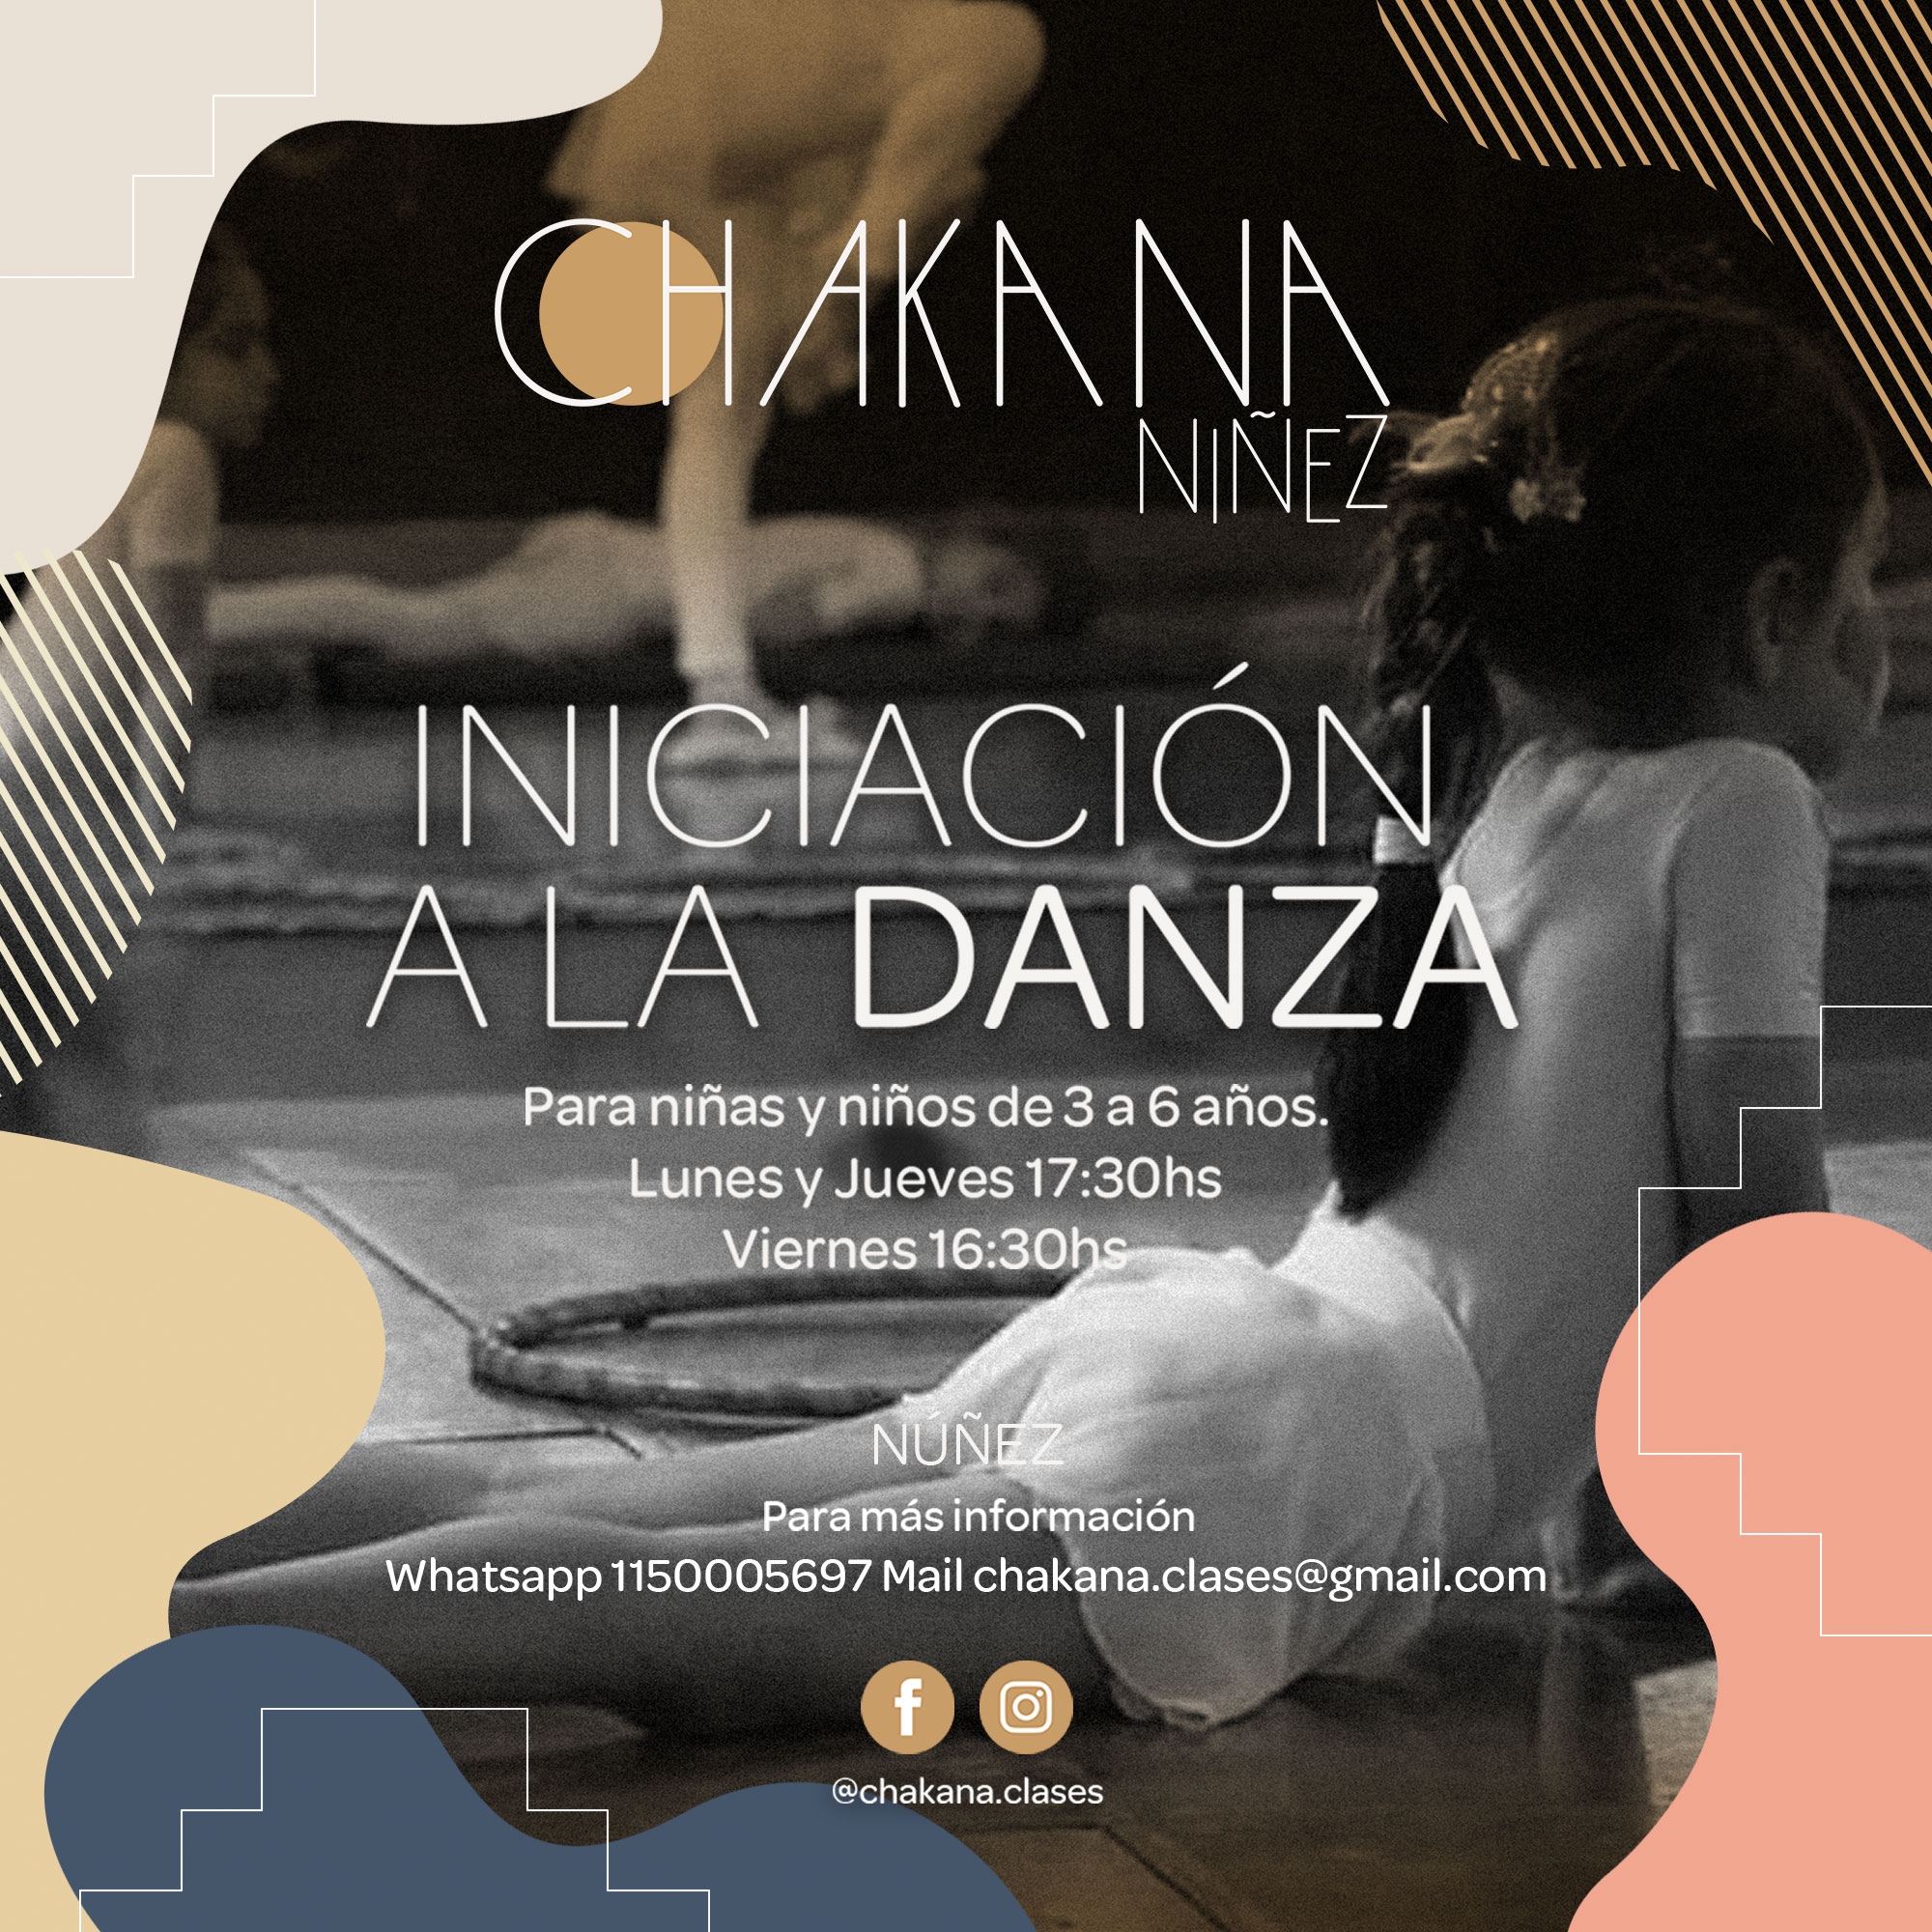 CHAKANA
NIÑEZ
INICIACIÓN
A LA DANZA
Para niñas y niños de 3 a 6 años.
Lunes y Jueves 17:30hs
Viernes 16:30hs
NÚÑEZ
Para más información
Whatsapp 1150005697 Mail chakana.clases@gmail.com
@chakana.clases